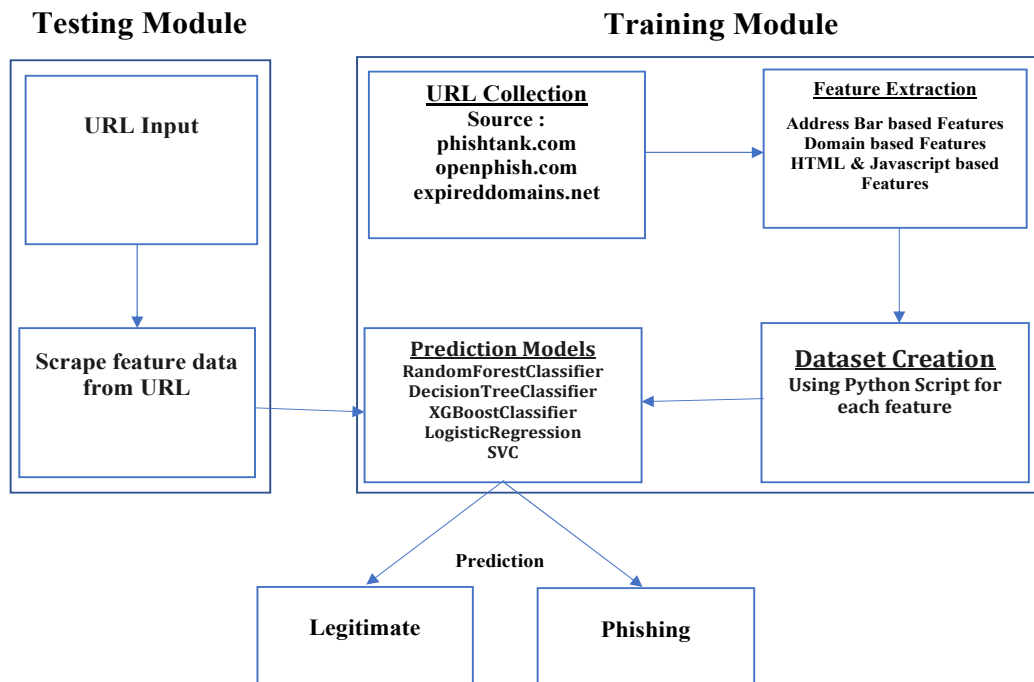 Testing Module
Training Module
URL Input
URL Collection
Source :
phishtank.com
openphish.com
expireddomains.net
Feature Extraction
Address Bar based Features
Domain based Features
HTML & Javascript based
Features
Scrape feature data
from URL
Prediction Models
RandomForestClassifier
DecisionTreeClassifier
XGBoostClassifier
LogisticRegression
SVC
Dataset Creation
Using Python Script for
each feature
Prediction
Legitimate
Phishing